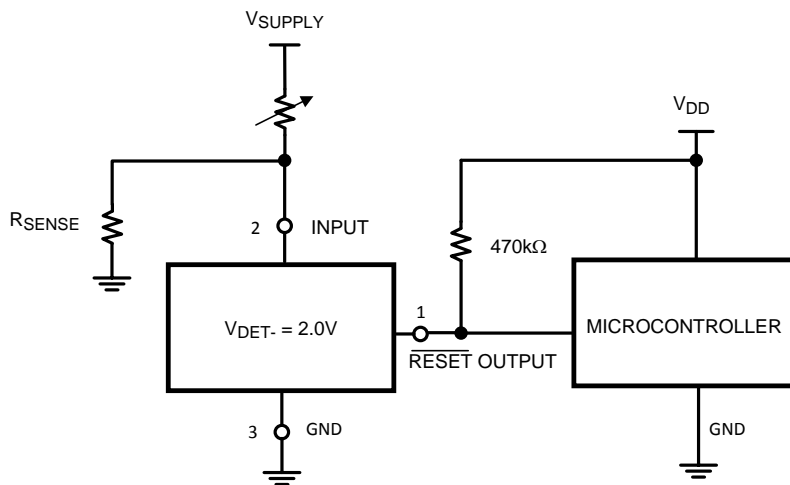 VSUPPLY
VDD
RSENSE
2
INPUT
470kΩ
VDET- = 2.0V
1
RESET OUTPUT
MICROCONTROLLER
3
GND
GND